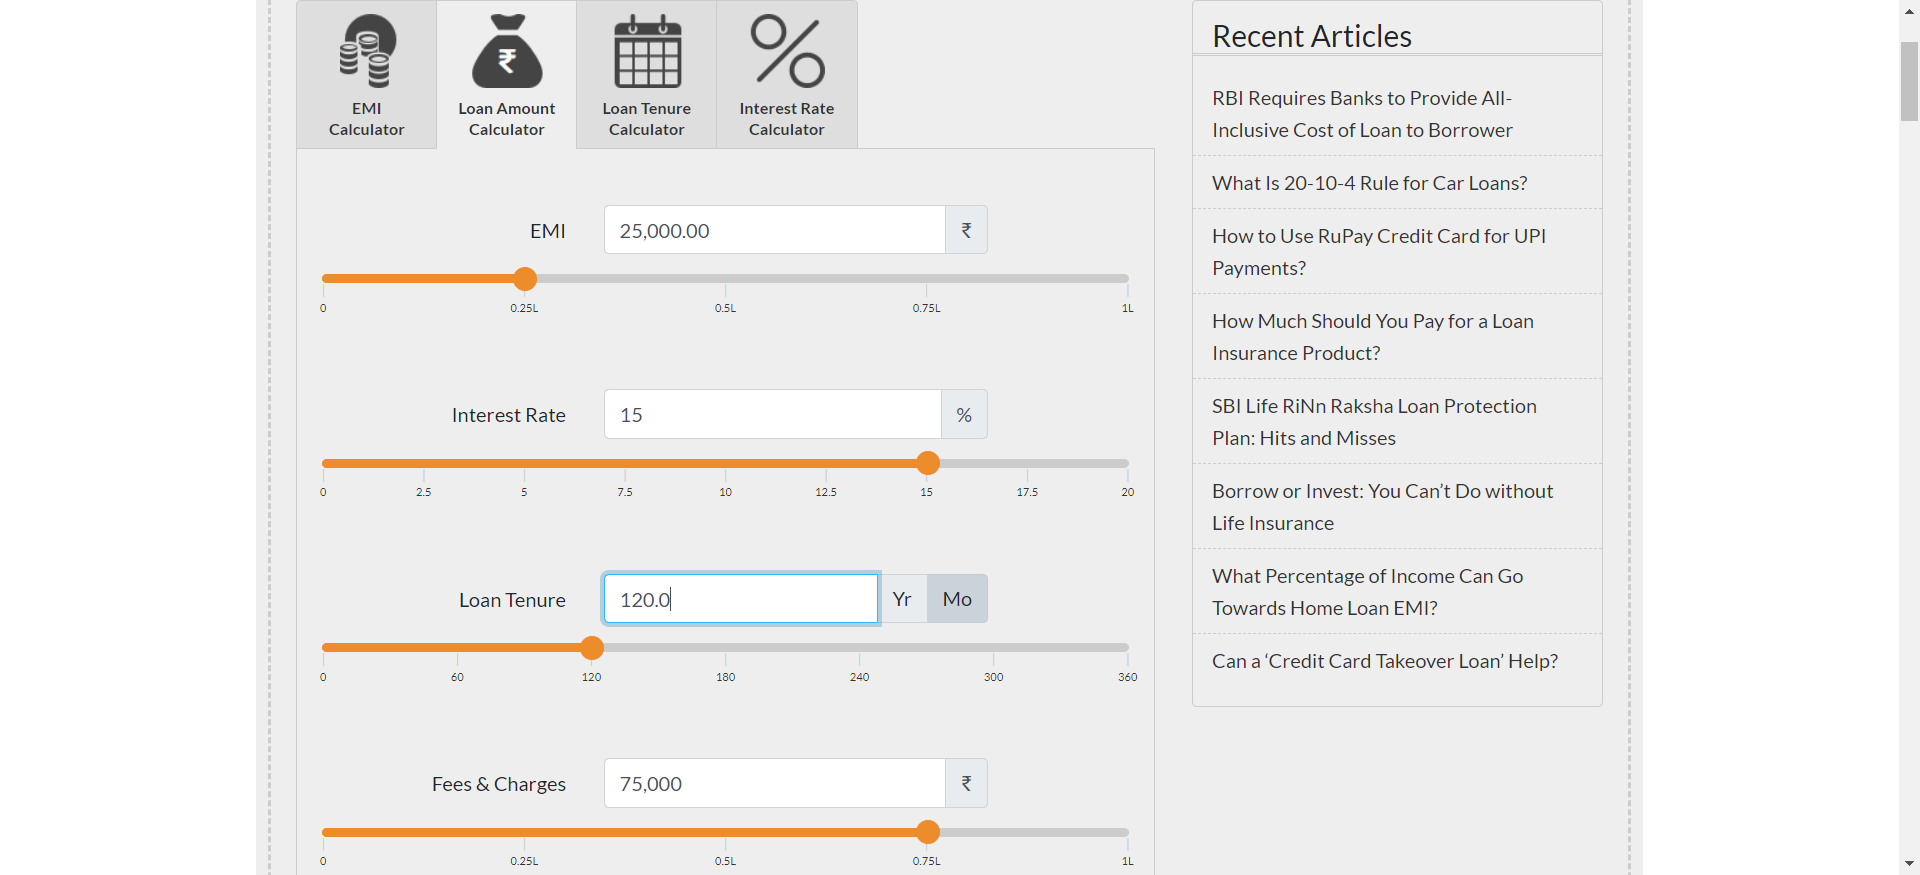 EMI
Calculator
Loan Amount
Calculator
Loan Tenure
Calculator
Interest Rate
Calculator
EMI
25,000.00
₹
0 0.25L 0.5L 0.75L 1L
Interest Rate
15
%
0 2.5 5 7.5 10 12.5 15 17.5 20
Loan Tenure
120.0
Yr
Mo
0 60 120 180 240 300 360
Fees & Charges
75,000
₹
0 0.25L 0.5L 0.75L 1L
Recent Articles
RBI Requires Banks to Provide All-
Inclusive Cost of Loan to Borrower
What Is 20-10-4 Rule for Car Loans?
How to Use RuPay Credit Card for UPI
Payments?
How Much Should You Pay for a Loan
Insurance Product?
SBI Life RiNn Raksha Loan Protection
Plan: Hits and Misses
Borrow or Invest: You Can’t Do without
Life Insurance
What Percentage of Income Can Go
Towards Home Loan EMI?
Can a ‘Credit Card Takeover Loan’ Help?